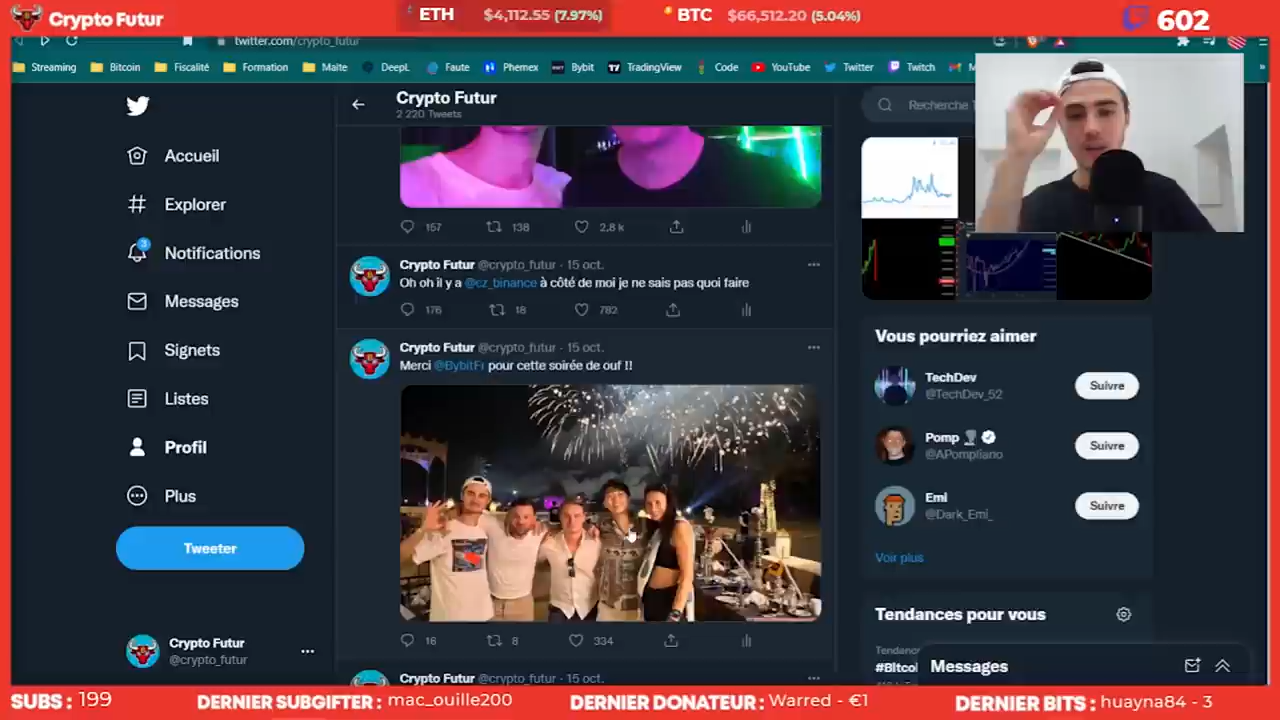 Crypto Futur
ETH $4,112.55 (7.97%)
BTC $66,512.20 (5.04%)
602
twitter.com/crypto_futur
Streaming Bitcoin Fiscalité Formation Malte DeepL Faute Phemex Bybit TradingView Code YouTube Twitter Twitch
Crypto Futur
2 220 Tweets
Recherche
Accueil
Explorer
3
Notifications
Messages
Signets
Listes
Profil
Plus
Tweeter
Crypto Futur
@crypto_futur
157 138 2,8 k
Crypto Futur @crypto_futur · 15 oct.
Oh oh il y a @cz_binance à côté de moi je ne sais pas quoi faire
176 18 782
Crypto Futur @crypto_futur · 15 oct.
Merci @BybitFr pour cette soirée de ouf !!
16 8 334
Crypto Futur @crypto_futur · 15 oct.
Vous pourriez aimer
TechDev
@TechDev_52
Suivre
Pomp
@APompliano
Suivre
Emi
@Dark_Emi_
Suivre
Voir plus
Tendances pour vous
#Bitcoi
Messages
SUBS : 199
DERNIER SUBGIFTER : mac_ouille200
DERNIER DONATEUR : Warred - €1
DERNIER BITS : huayna84 - 3